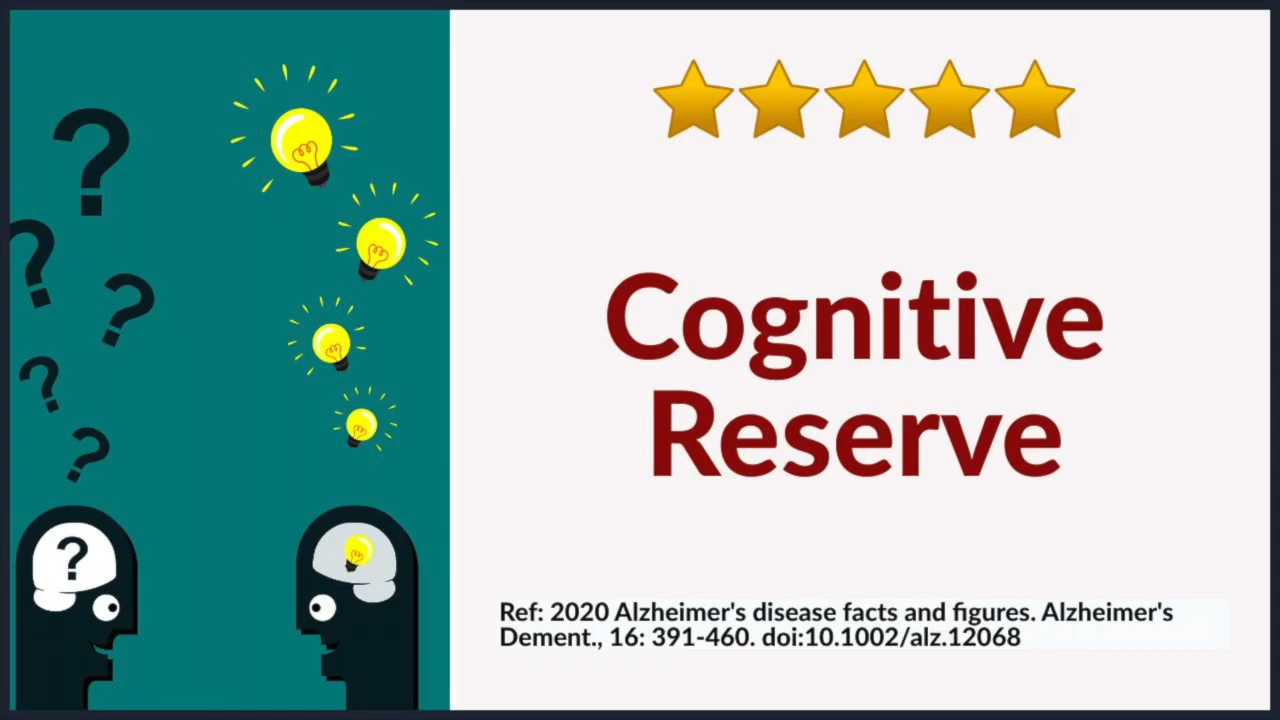 Cognitive
Reserve
Ref: 2020 Alzheimer's disease facts and figures. Alzheimer's
Dement., 16: 391-460. doi:10.1002/alz.12068
? 
?
?
?
?
?